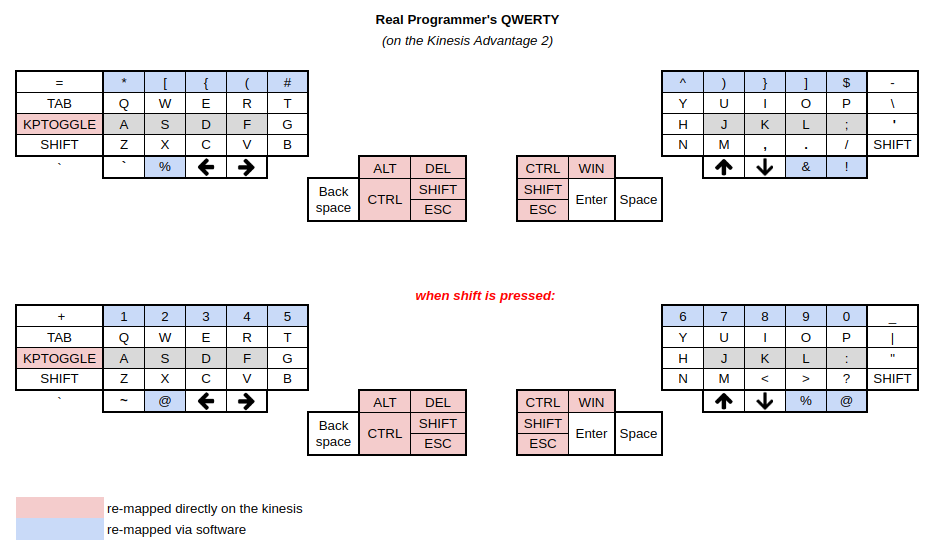 Real Programmer's QWERTY
(on the Kinesis Advantage 2)
= * [ { ( # ^ ) } ] $ -
TAB Q W E R T Y U I O P \
KPTOGGLE A S D F G H J K L ; '
SHIFT Z X C V B N M , . / SHIFT
` ` % ← → ↑ ↓ & !
ALT DEL CTRL WIN
Back space CTRL SHIFT ESC SHIFT ESC Enter Space
when shift is pressed:
+ 1 2 3 4 5 6 7 8 9 0 _
TAB Q W E R T Y U I O P |
KPTOGGLE A S D F G H J K L : "
SHIFT Z X C V B N M < > ? SHIFT
` ~ @ ← → ↑ ↓ % @
ALT DEL CTRL WIN
Back space CTRL SHIFT ESC SHIFT ESC Enter Space
re-mapped directly on the kinesis
re-mapped via software